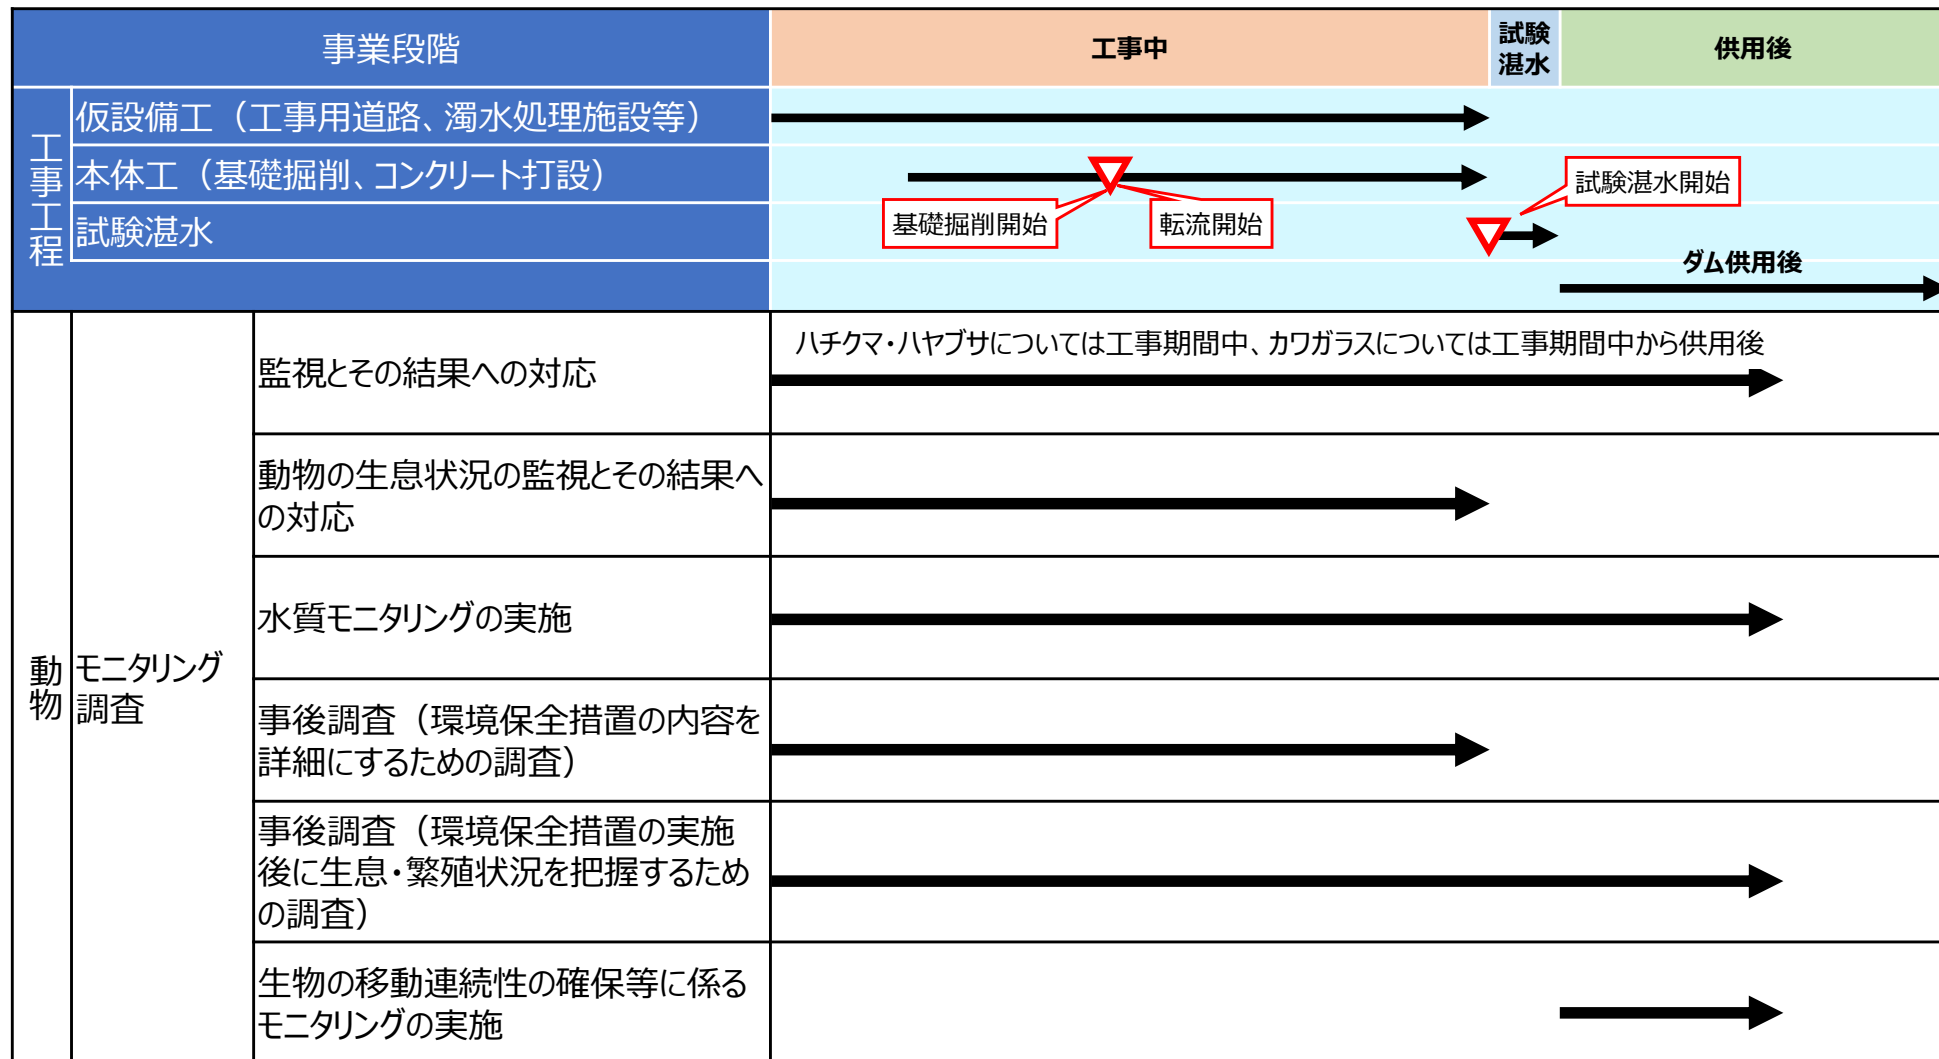 事業段階
工事中
試験
湛水
供用後
工事工程
仮設備工（工事用道路、濁水処理施設等）
本体工（基礎掘削、コンクリート打設）
試験湛水
基礎掘削開始
転流開始
試験湛水開始
ダム供用後
動物
モニタリング
調査
監視とその結果への対応
ハチクマ・ハヤブサについては工事期間中、カワガラスについては工事期間中から供用後
動物の生息状況の監視とその結果へ
の対応
水質モニタリングの実施
事後調査（環境保全措置の内容を
詳細にするための調査）
事後調査（環境保全措置の実施
後に生息・繁殖状況を把握するため
の調査）
生物の移動連続性の確保等に係る
モニタリングの実施